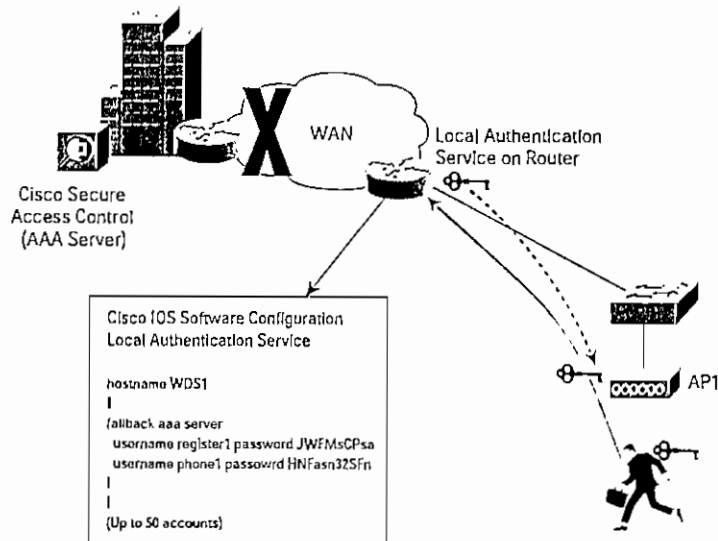 WAN
Local Authentication
Service on Router
Cisco Secure
Access Control
(AAA Server)
Cisco IOS Software Configuration
Local Authentication Service
hostname WDS1
|
(allback aaa server
username register1 password JWFMsCPsa
username phone1 passowrd HNFasn32SFn
|
|
(Up to 50 accounts)
AP1